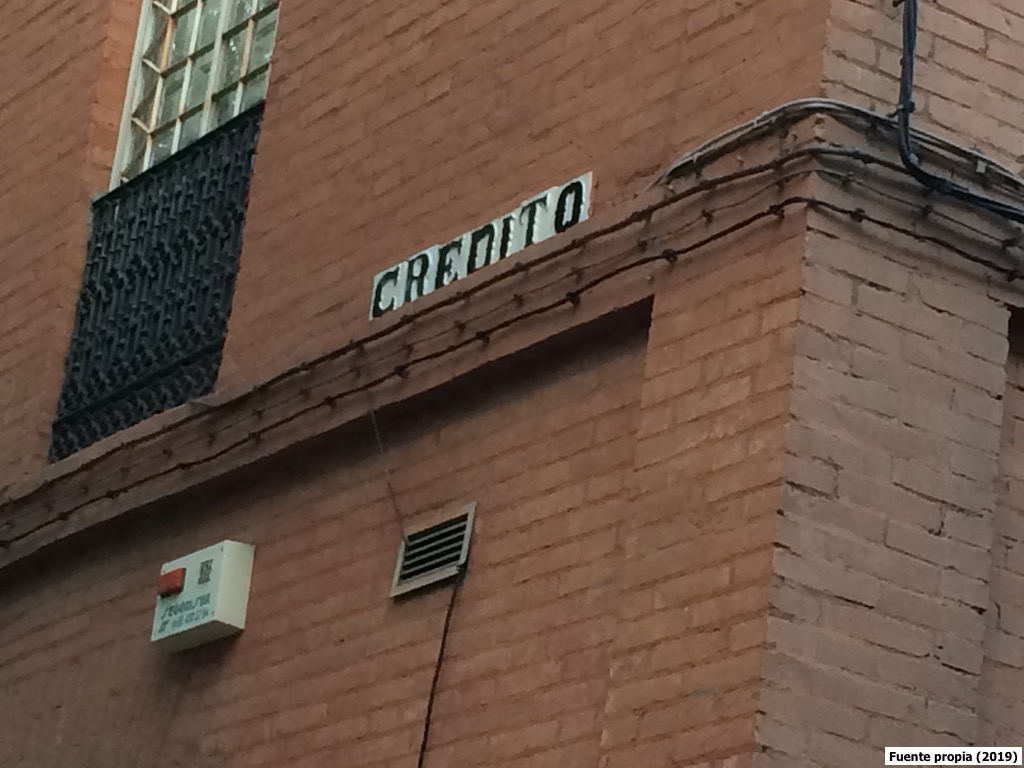 CREDITO
Fuente propia (2019)